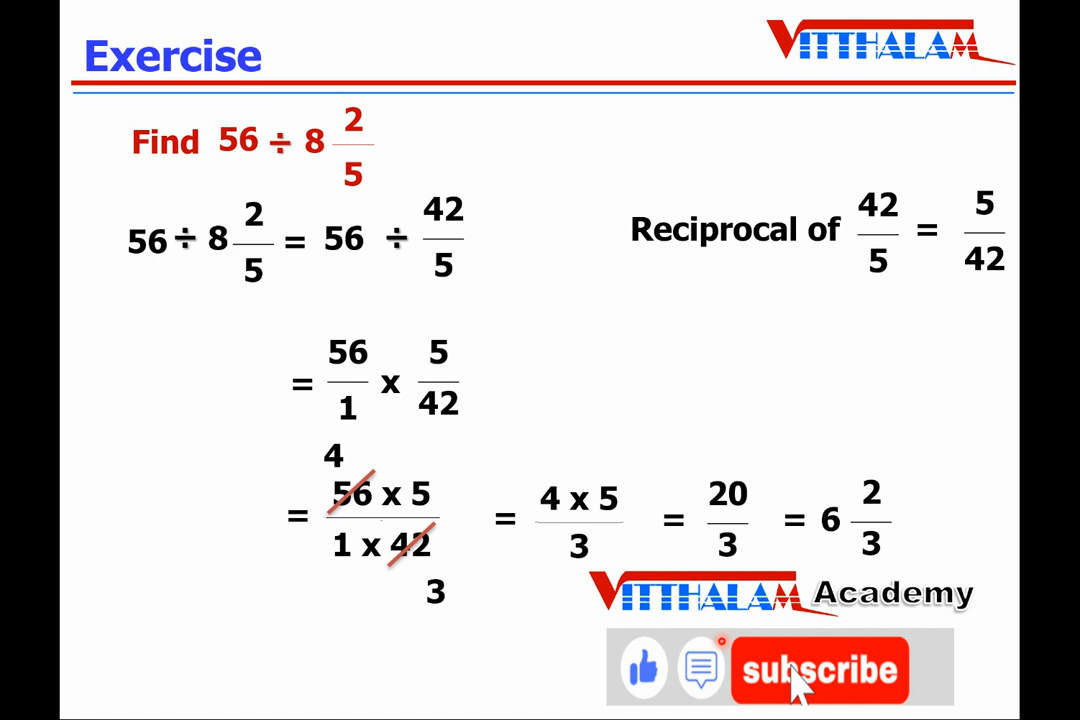 Exercise
VITTHALAM
Find 56 ÷ 8 2/5
56 ÷ 8 2/5 = 56 ÷ 42/5
Reciprocal of 42/5 = 5/42
= 56/1 x 5/42
4
= 56 x 5 / 1 x 42 = 4 x 5 / 3 = 20/3 = 6 2/3
3
VITTHALAM Academy
subscribe